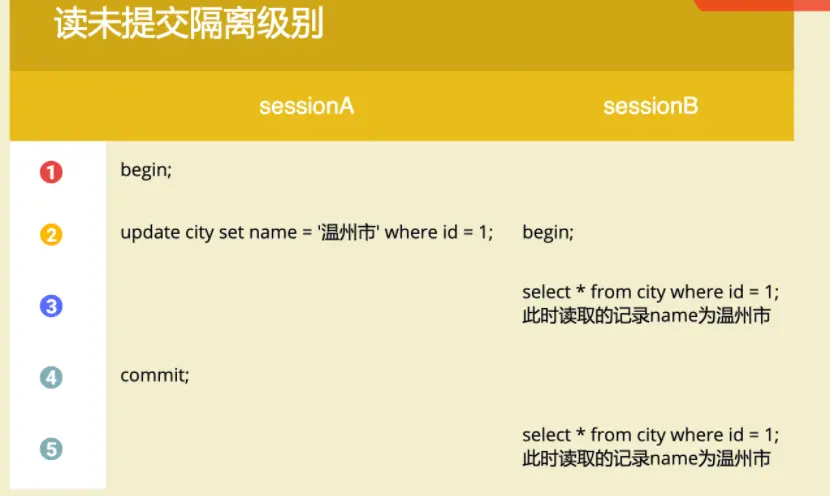 读未提交隔离级别
sessionA sessionB
1 begin;
2 update city set name = '温州市' where id = 1; begin;
3 select * from city where id = 1;
此时读取的记录name为温州市
4 commit;
5 select * from city where id = 1;
此时读取的记录name为温州市